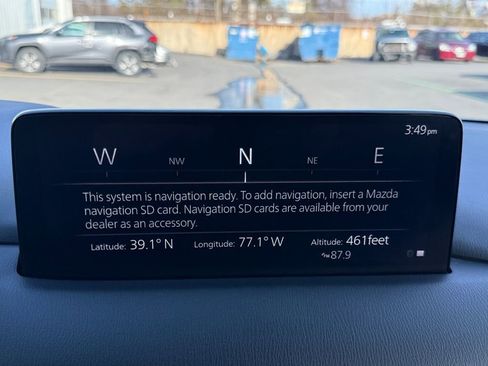 3:49pm
W NW N NE E
This system is navigation ready. To add navigation, insert a Mazda
navigation SD card. Navigation SD cards are available from your
dealer as an accessory.
Latitude: 39.1° N Longitude: 77.1° W Altitude: 461feet
87.9